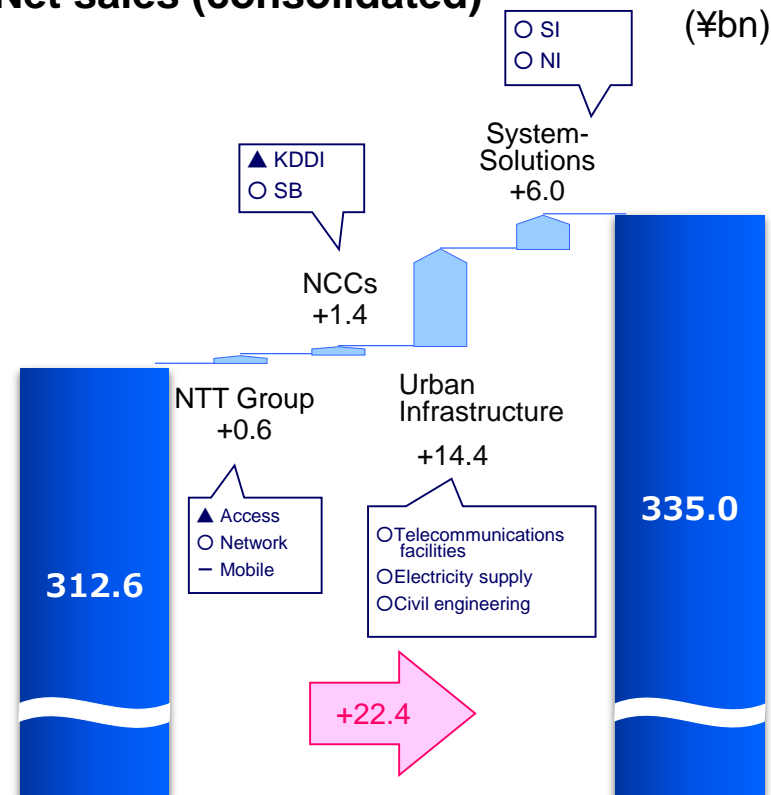 Net sales (consolidated)
(¥bn)
○ SI
○ NI
System-
Solutions
+6.0
▲ KDDI
○ SB
NCCs
+1.4
NTT Group
+0.6
Urban
Infrastructure
+14.4
▲ Access
○ Network
− Mobile
○Telecommunications
facilities
○Electricity supply
○Civil engineering
312.6
335.0
+22.4